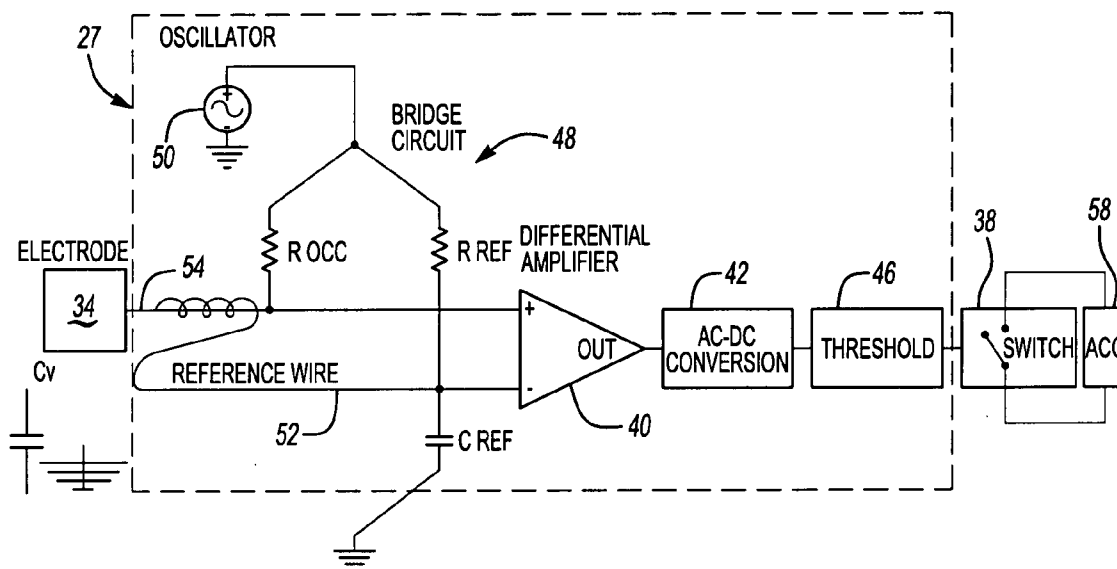 27
OSCILLATOR
50
BRIDGE
CIRCUIT
48
ELECTRODE
54
34
R OCC
R REF
DIFFERENTIAL
AMPLIFIER
42
46
38
58
+
-
OUT
AC-DC
CONVERSION
THRESHOLD
SWITCH
ACC
Cv
REFERENCE WIRE
52
40
C REF